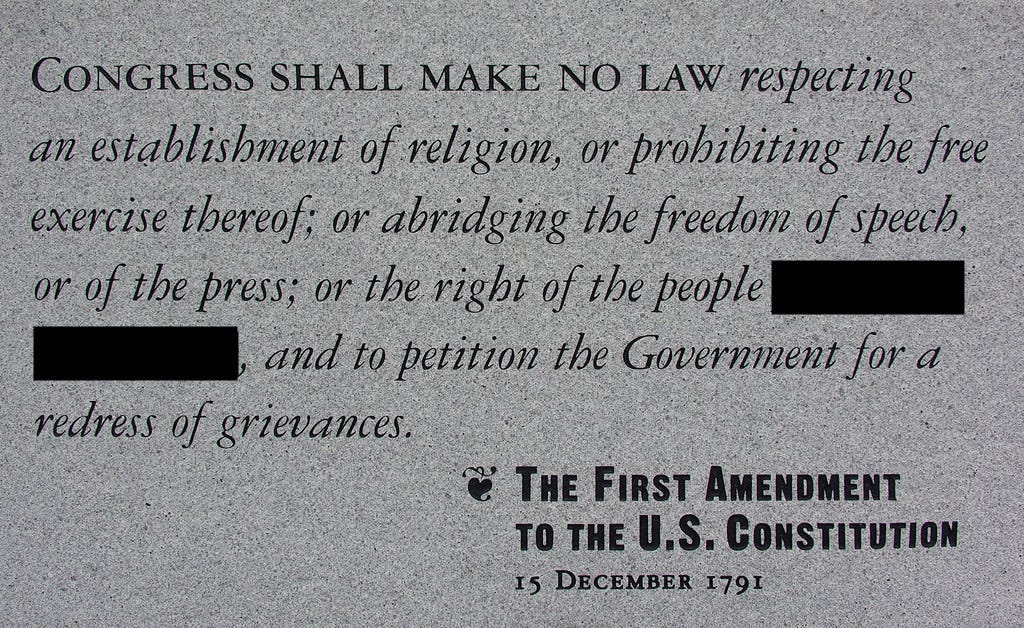 CONGRESS SHALL MAKE NO LAW respecting
an establishment of religion, or prohibiting the free
exercise thereof; or abridging the freedom of speech,
or of the press; or the right of the people
, and to petition the Government for a
redress of grievances.
THE FIRST AMENDMENT
TO THE U.S. CONSTITUTION
15 DECEMBER 1791